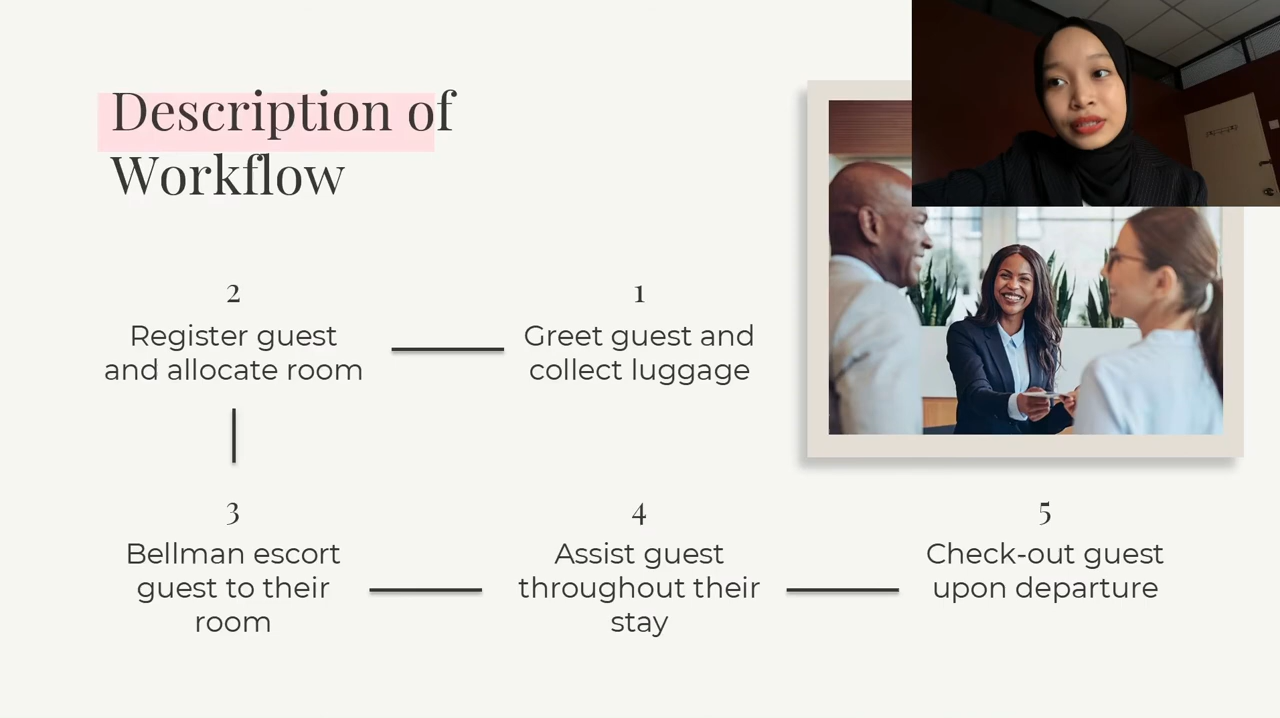 Description of
Workflow
2
Register guest
and allocate room
1
Greet guest and
collect luggage
3
Bellman escort
guest to their
room
4
Assist guest
throughout their
stay
5
Check-out guest
upon departure